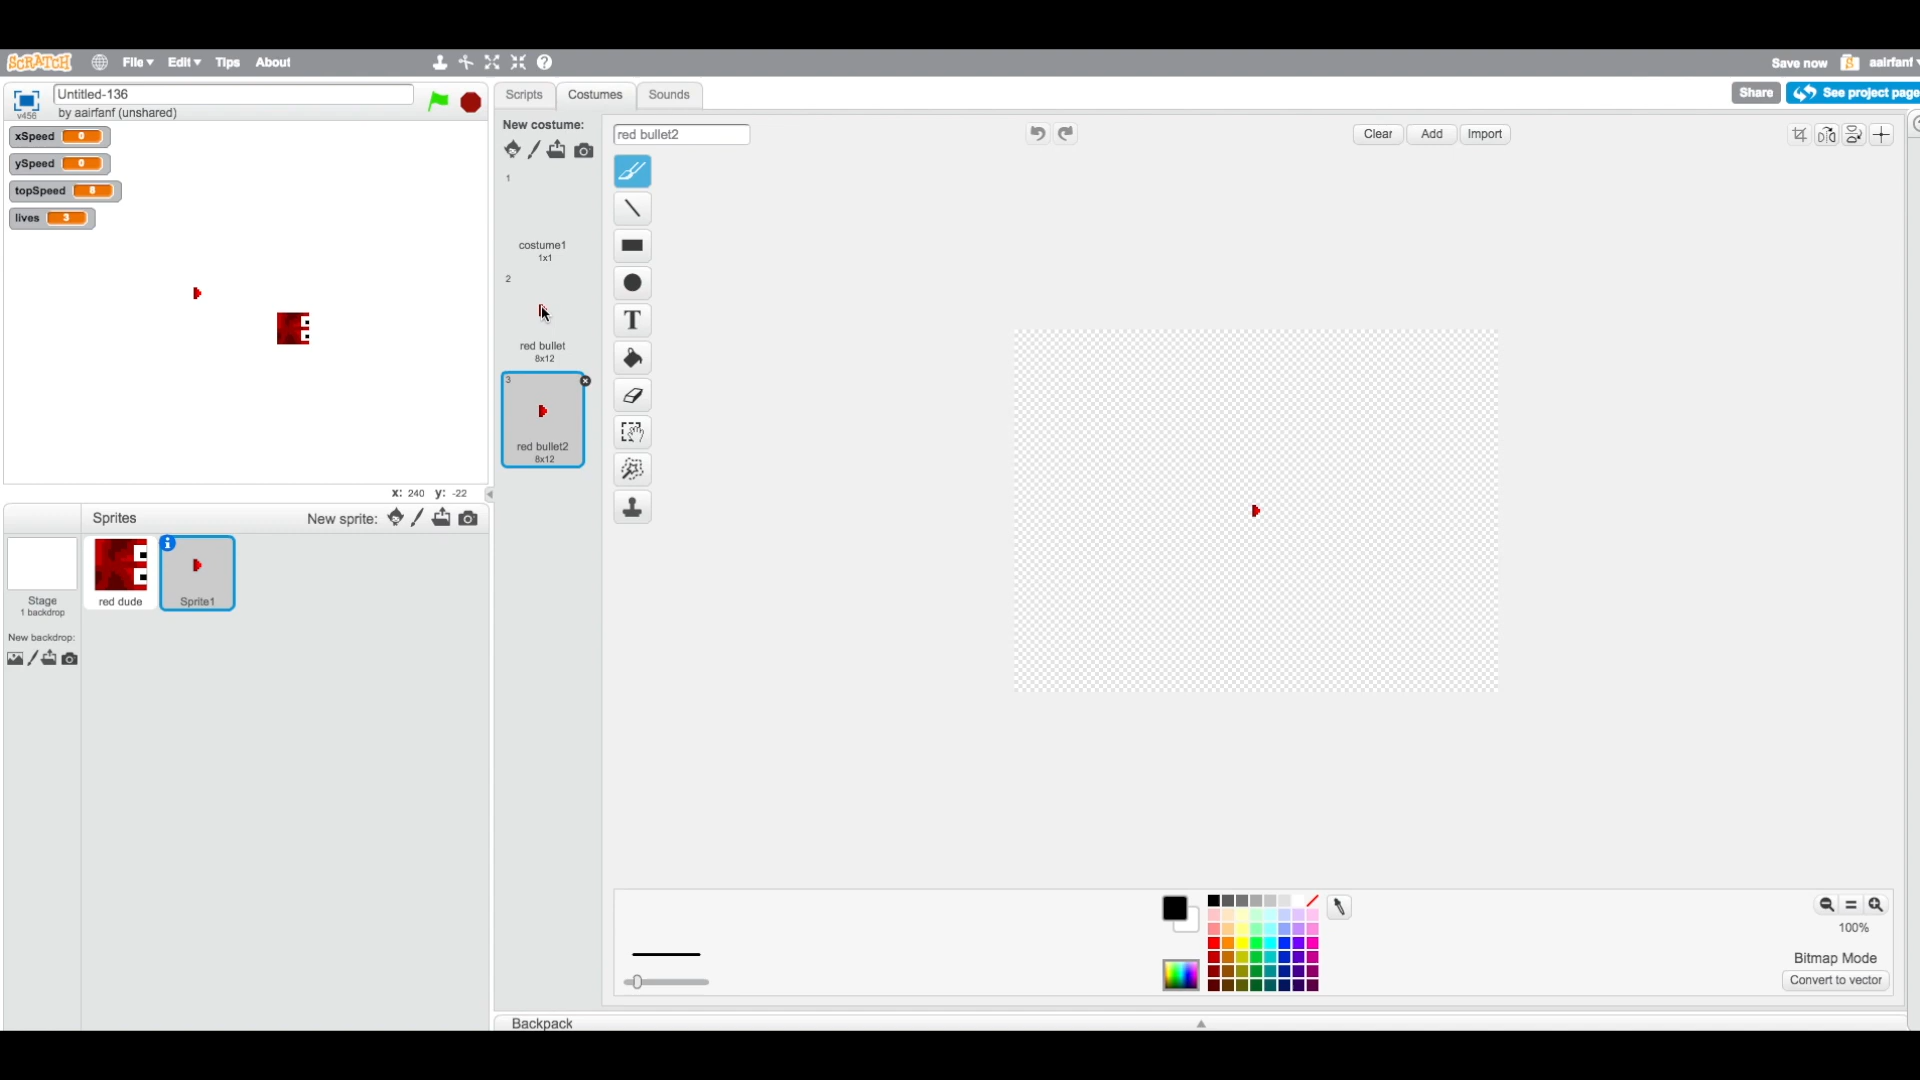 SCRATCH File Edit Tips About Save now aairfanf
Untitled-136
by aairfanf (unshared)
v456
Scripts Costumes Sounds
Share See project page
xSpeed 0
ySpeed 0
topSpeed 8
lives 3
x: 240 y: -22
Sprites New sprite:
Stage
1 backdrop
New backdrop:
red dude
Sprite1
New costume:
1
costume1
1x1
2
red bullet
8x12
3
red bullet2
8x12
red bullet2
Clear Add Import
T
100%
Bitmap Mode
Convert to vector
Backpack